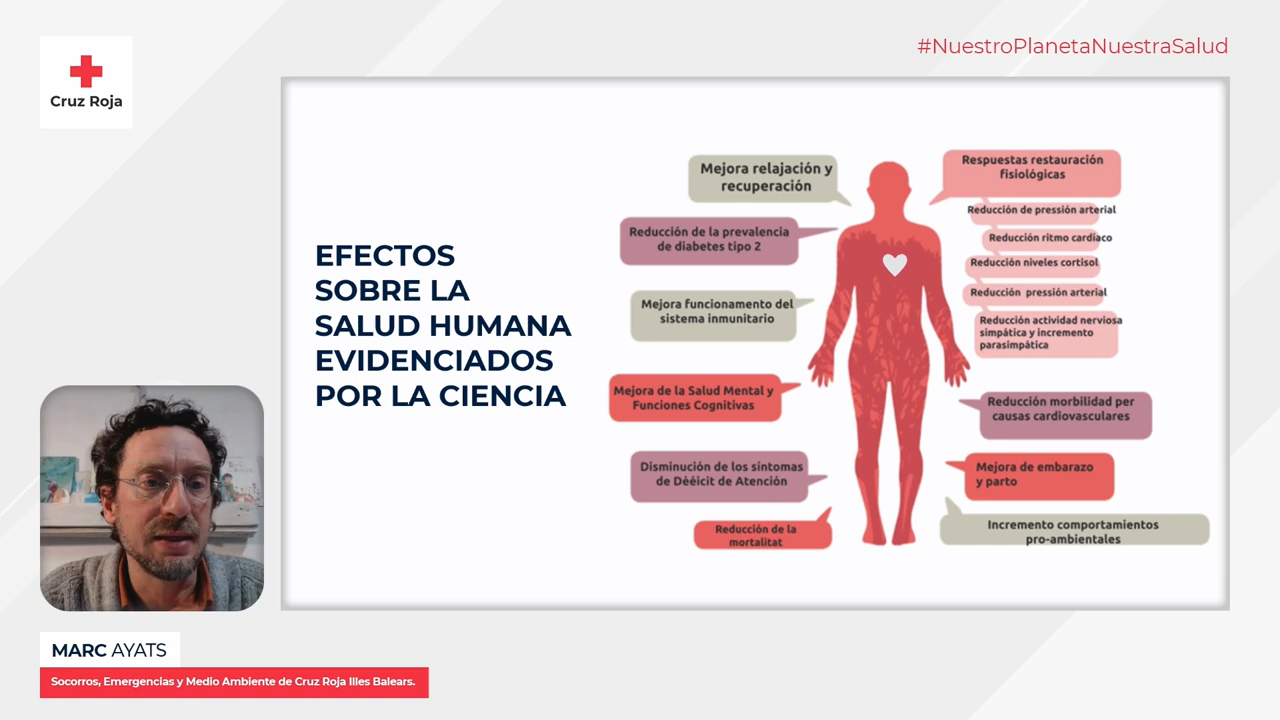 Cruz Roja
#NuestroPlanetaNuestraSalud
EFECTOS
SOBRE LA
SALUD HUMANA
EVIDENCIADOS
POR LA CIENCIA
Mejora relajación y
recuperación
Reducción de la prevalencia
de diabetes tipo 2
Mejora funcionamento del
sistema inmunitario
Mejora de la Salud Mental y
Funciones Cognitivas
Disminución de los síntomas
de Dèéicit de Atención
Reducción de la
mortalitat
Respuestas restauración
fisiológicas
Reducción de pressión arterial
Reducción ritmo cardíaco
Reducción niveles cortisol
Reducción pressión arterial
Reducción actividad nerviosa
simpática y incremento
parasimpática
Reducción morbilidad per
causas cardiovasculares
Mejora de embarazo
y parto
Incremento comportamientos
pro-ambientales
MARC AYATS
Socorros, Emergencias y Medio Ambiente de Cruz Roja Illes Balears.